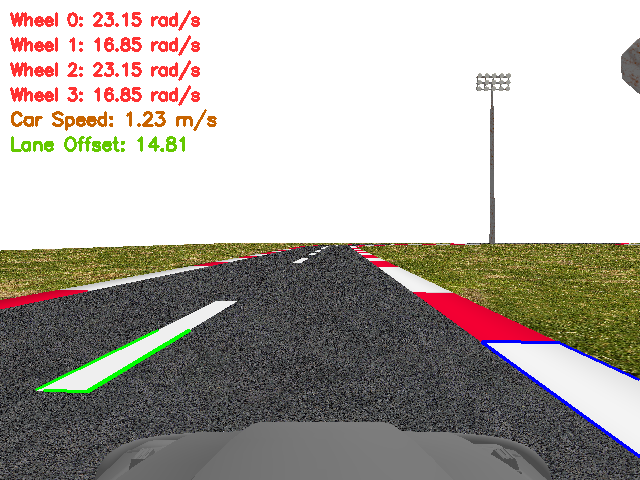 Wheel 0: 23.15 rad/s
Wheel 1: 16.85 rad/s
Wheel 2: 23.15 rad/s
Wheel 3: 16.85 rad/s
Car Speed: 1.23 m/s
Lane Offset: 14.81